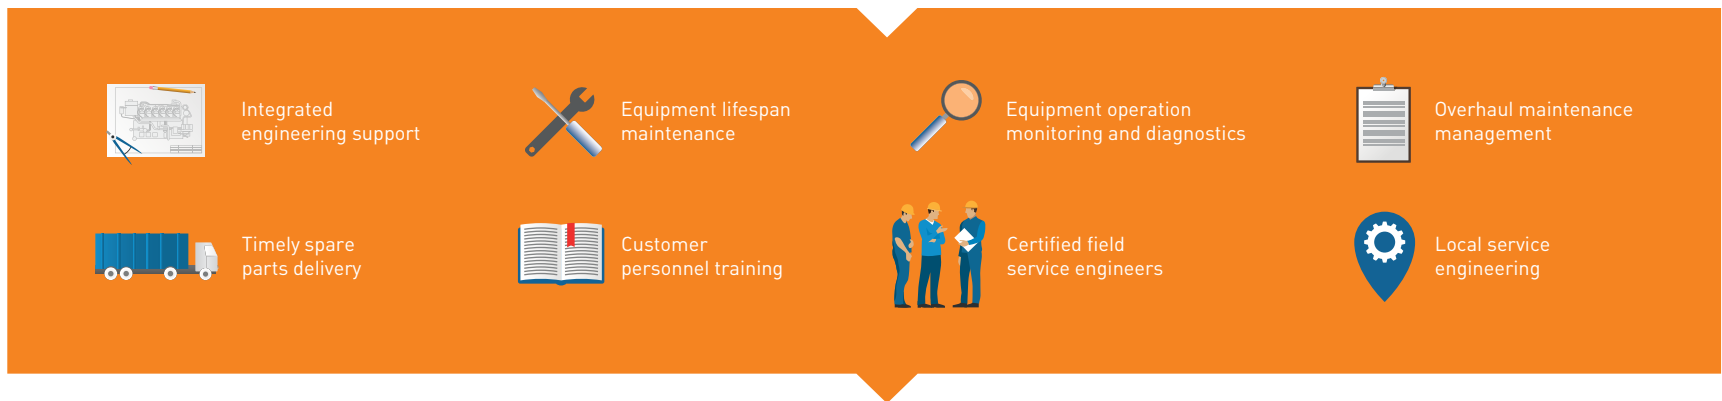 Integrated
engineering support
Equipment lifespan
maintenance
Equipment operation
monitoring and diagnostics
Overhaul maintenance
management
Timely spare
parts delivery
Customer
personnel training
Certified field
service engineers
Local service
engineering